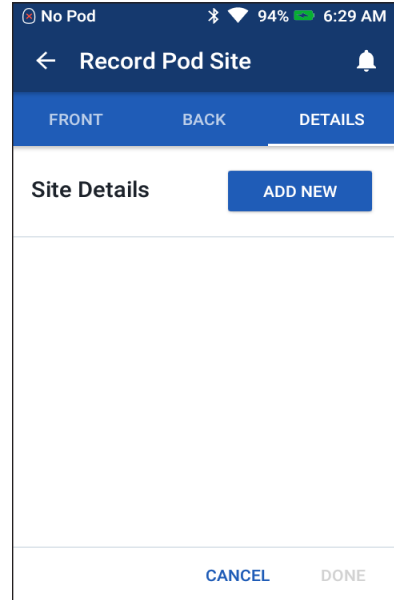 No Pod 94% 6:29 AM
Record Pod Site
FRONT BACK DETAILS
Site Details ADD NEW
CANCEL DONE